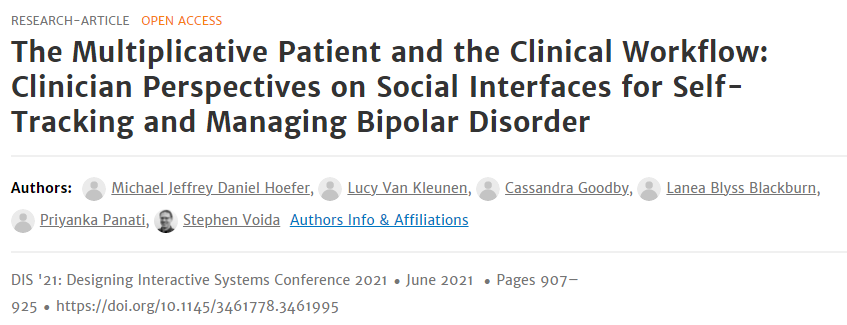 RESEARCH-ARTICLE OPEN ACCESS
The Multiplicative Patient and the Clinical Workflow:
Clinician Perspectives on Social Interfaces for Self-
Tracking and Managing Bipolar Disorder
Authors: Michael Jeffrey Daniel Hoefer, Lucy Van Kleunen, Cassandra Goodby, Lanea Blyss Blackburn,
Priyanka Panati, Stephen Voida Authors Info & Affiliations
DIS '21: Designing Interactive Systems Conference 2021 • June 2021 • Pages 907–
925 • https://doi.org/10.1145/3461778.3461995